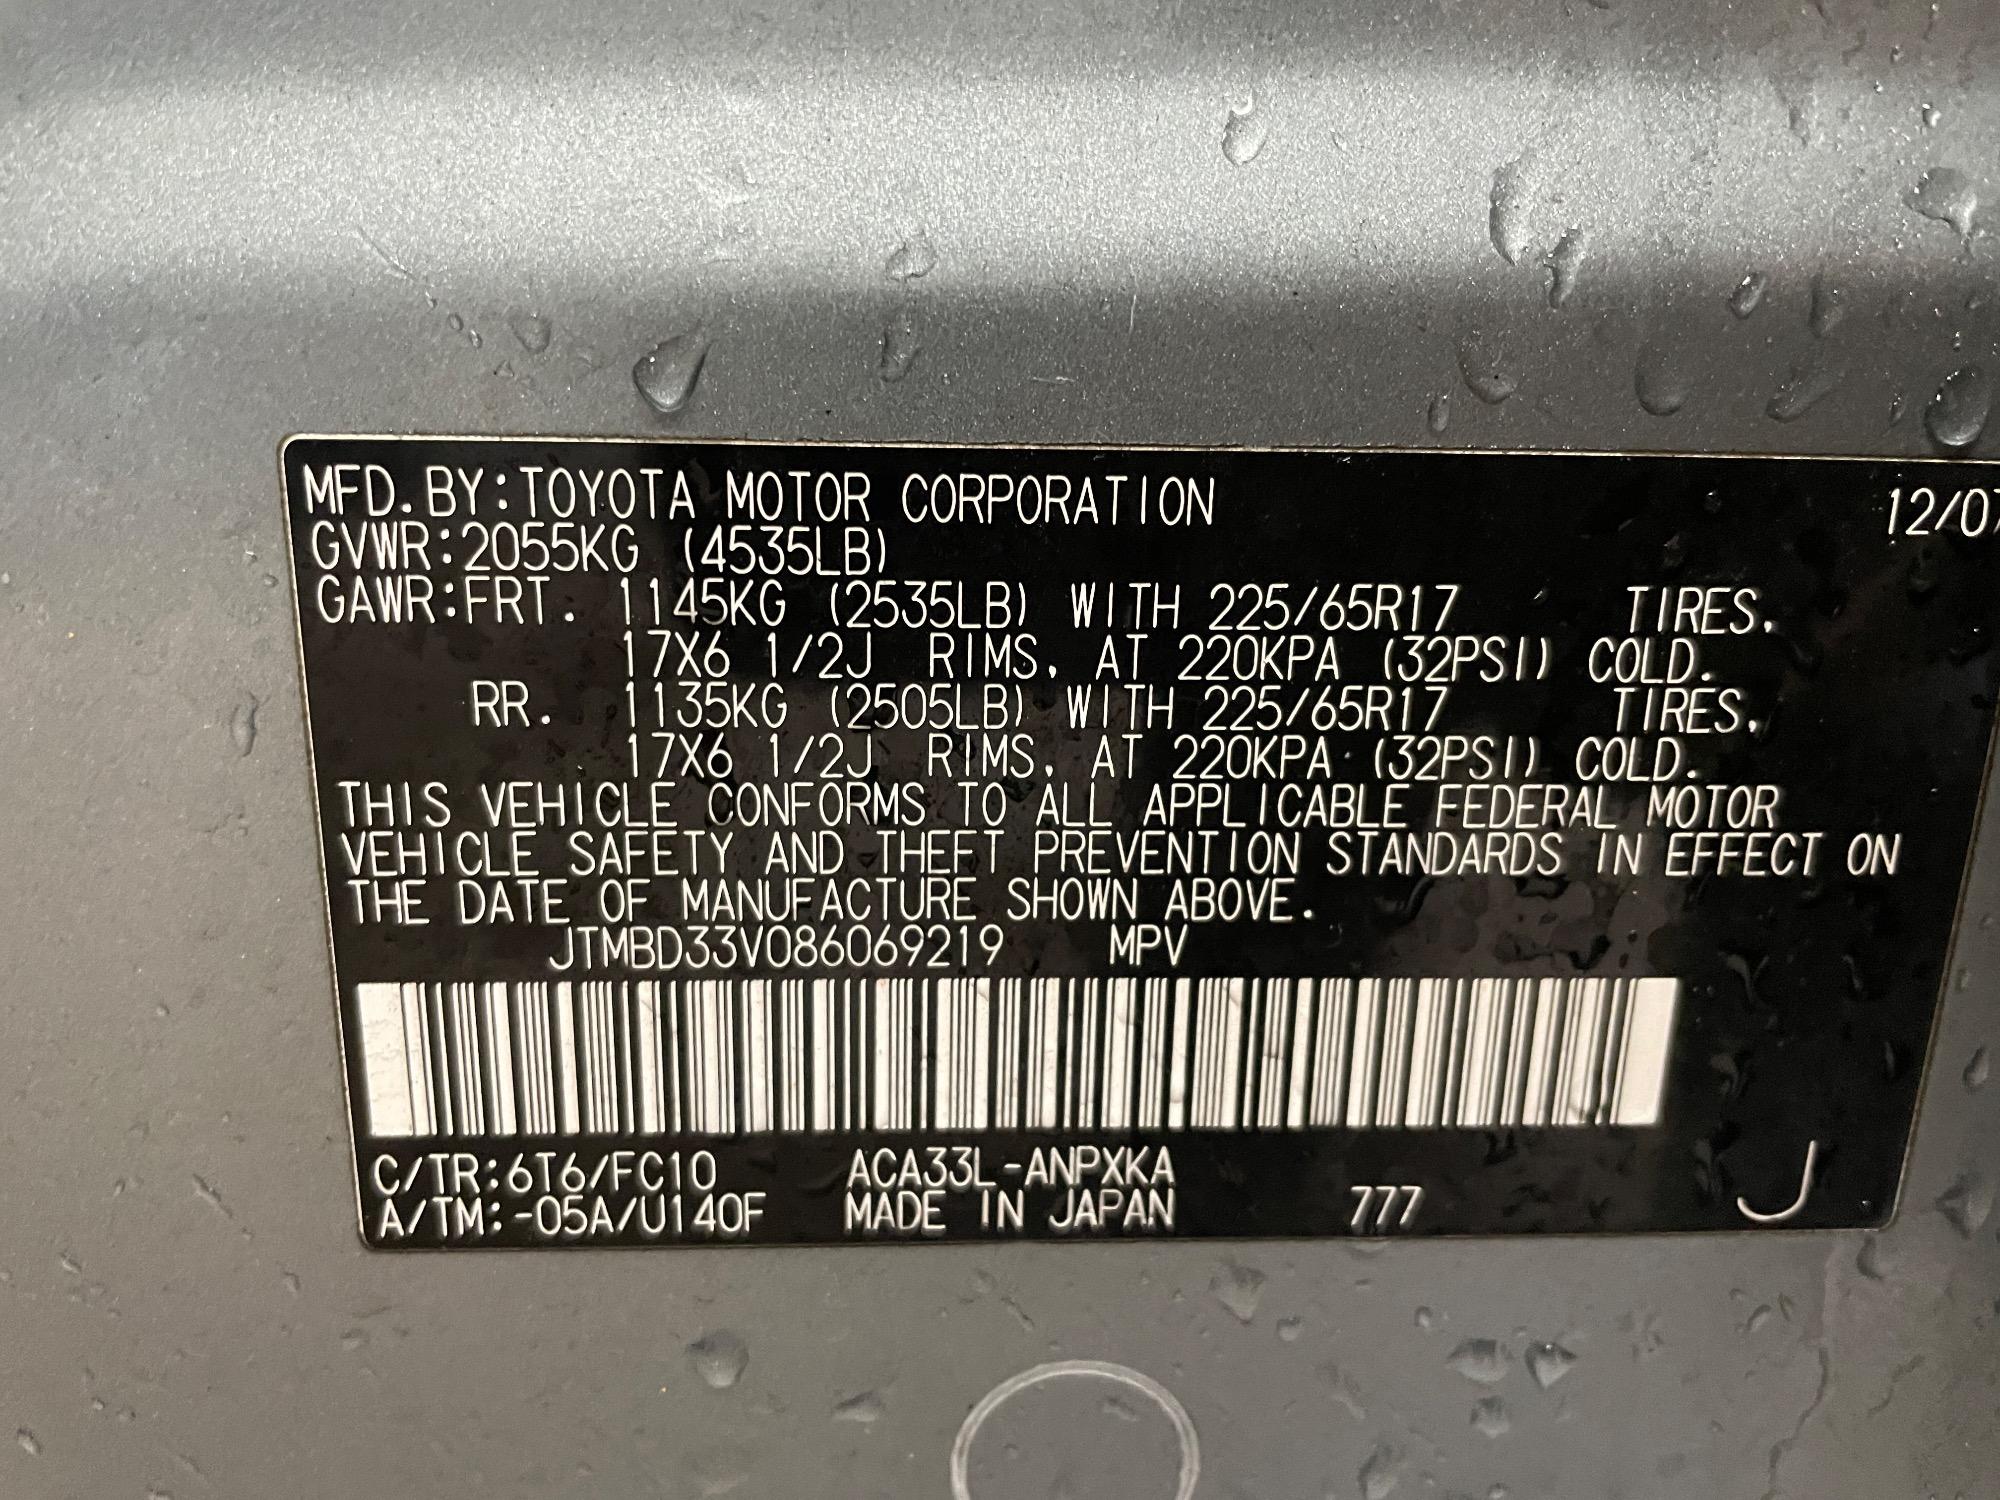 MFD. BY: TOYOTA MOTOR CORPORATION 12/07
GVWR: 2055KG (4535LB)
GAWR: FRT. 1145KG (2535LB) WITH 225/65R17 TIRES,
17X6 1/2J RIMS, AT 220KPA (32PSI) COLD.
RR. 1135KG (2505LB) WITH 225/65R17 TIRES,
17X6 1/2J RIMS, AT 220KPA (32PSI) COLD.
THIS VEHICLE CONFORMS TO ALL APPLICABLE FEDERAL MOTOR
VEHICLE SAFETY AND THEFT PREVENTION STANDARDS IN EFFECT ON
THE DATE OF MANUFACTURE SHOWN ABOVE.
JTMBD33V086069219 MPV
C/TR: 6T6/FC10 ACA33L-ANPXKA
A/TM: -05A/U140F MADE IN JAPAN 777 J